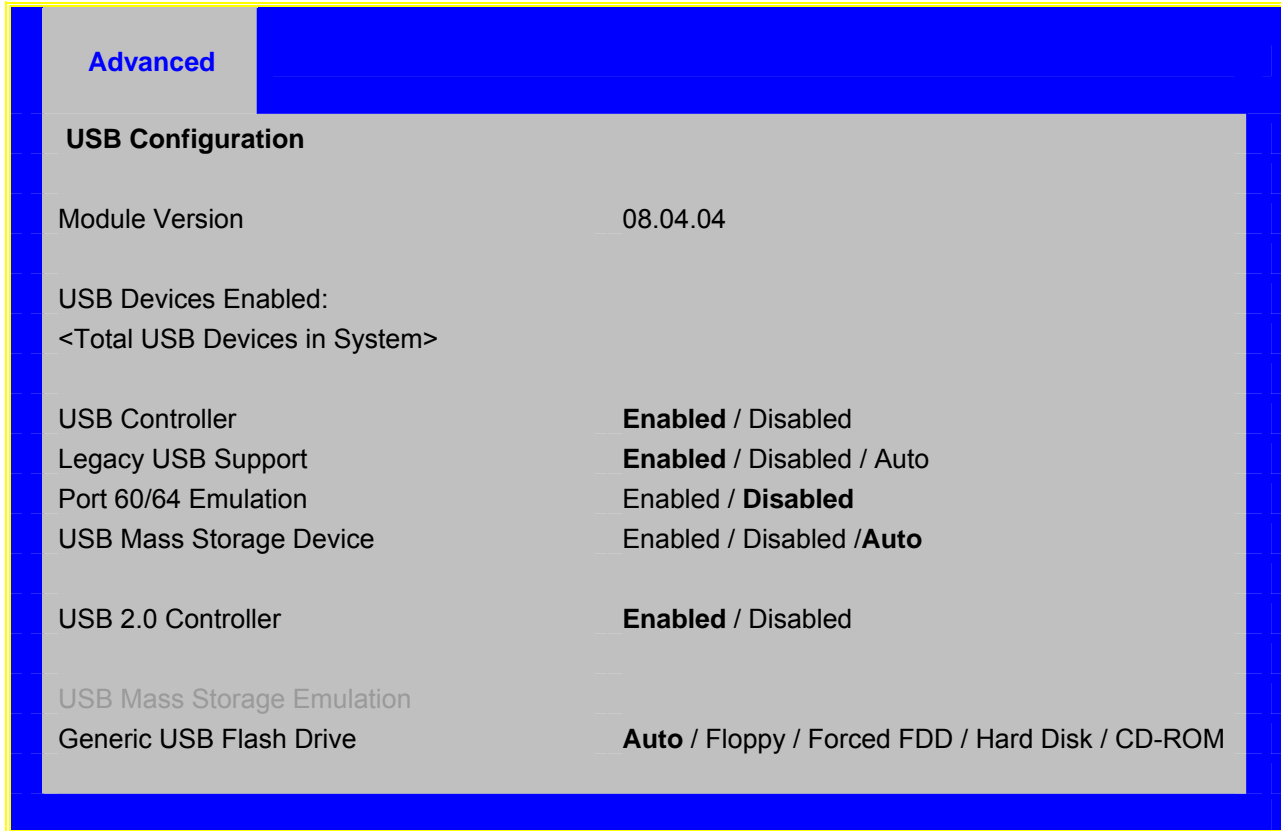 Advanced
USB Configuration
Module Version 08.04.04
USB Devices Enabled:
<Total USB Devices in System>
USB Controller Enabled / Disabled
Legacy USB Support Enabled / Disabled / Auto
Port 60/64 Emulation Enabled / Disabled
USB Mass Storage Device Enabled / Disabled /Auto
USB 2.0 Controller Enabled / Disabled
USB Mass Storage Emulation
Generic USB Flash Drive Auto / Floppy / Forced FDD / Hard Disk / CD-ROM